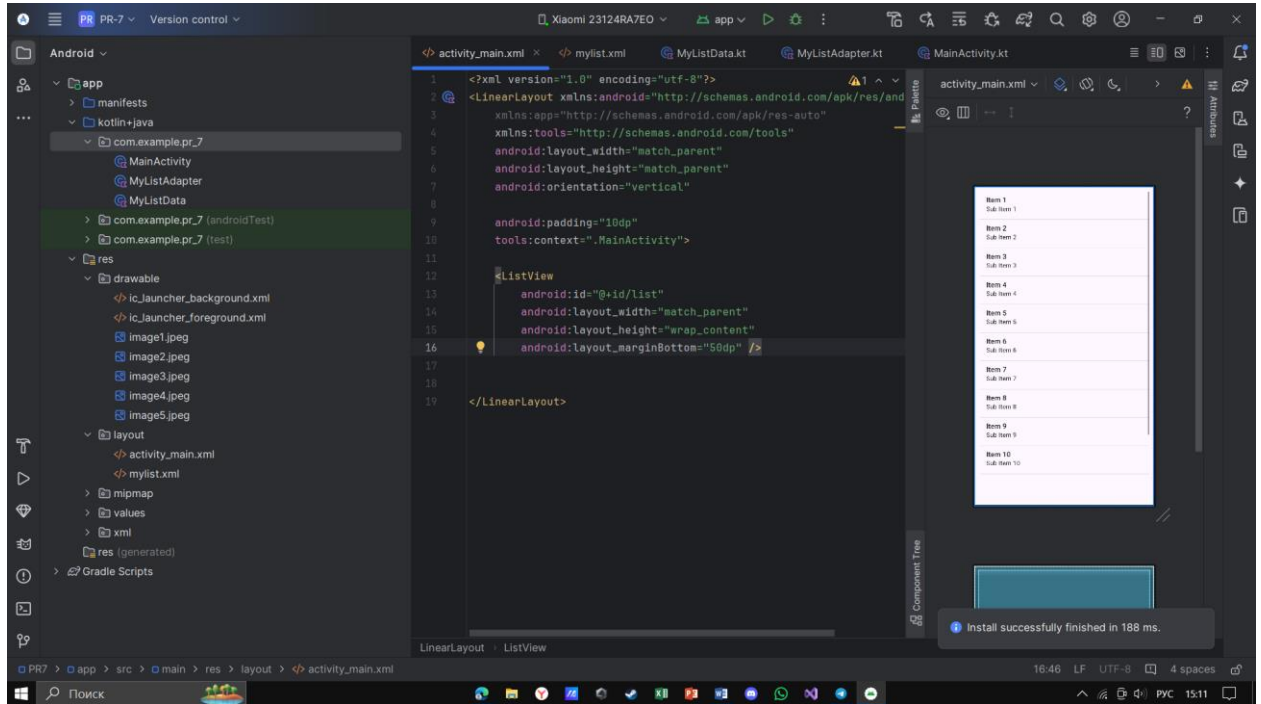 PR PR-7 Version control Xiaomi 23124RA7EO app
Android
app
manifests
kotlin+java
com.example.pr_7
MainActivity
MyListAdapter
MyListData
com.example.pr_7 (androidTest)
com.example.pr_7 (test)
res
drawable
ic_launcher_background.xml
ic_launcher_foreground.xml
image1.jpeg
image2.jpeg
image3.jpeg
image4.jpeg
image5.jpeg
layout
activity_main.xml
mylist.xml
mipmap
values
xml
res (generated)
Gradle Scripts
activity_main.xml mylist.xml MyListData.kt MyListAdapter.kt MainActivity.kt
1 <?xml version="1.0" encoding="utf-8"?> 1
2 <LinearLayout xmlns:android="http://schemas.android.com/apk/res/and
3 xmlns:app="http://schemas.android.com/apk/res-auto"
4 xmlns:tools="http://schemas.android.com/tools"
5 android:layout_width="match_parent"
6 android:layout_height="match_parent"
7 android:orientation="vertical"
8
9 android:padding="10dp"
10 tools:context=".MainActivity">
11
12 <ListView
13 android:id="@+id/list"
14 android:layout_width="match_parent"
15 android:layout_height="wrap_content"
16 android:layout_marginBottom="50dp" />
17
18
19 </LinearLayout>
LinearLayout > ListView
Palette
Component Tree
activity_main.xml
Attributes
Item 1
Sub Item 1
Item 2
Sub Item 2
Item 3
Sub Item 3
Item 4
Sub Item 4
Item 5
Sub Item 5
Item 6
Sub Item 6
Item 7
Sub Item 7
Item 8
Sub Item 8
Item 9
Sub Item 9
Item 10
Sub Item 10
Install successfully finished in 188 ms.
PR7 > app > src > main > res > layout > activity_main.xml 16:46 LF UTF-8 4 spaces
Поиск РУС 15:11